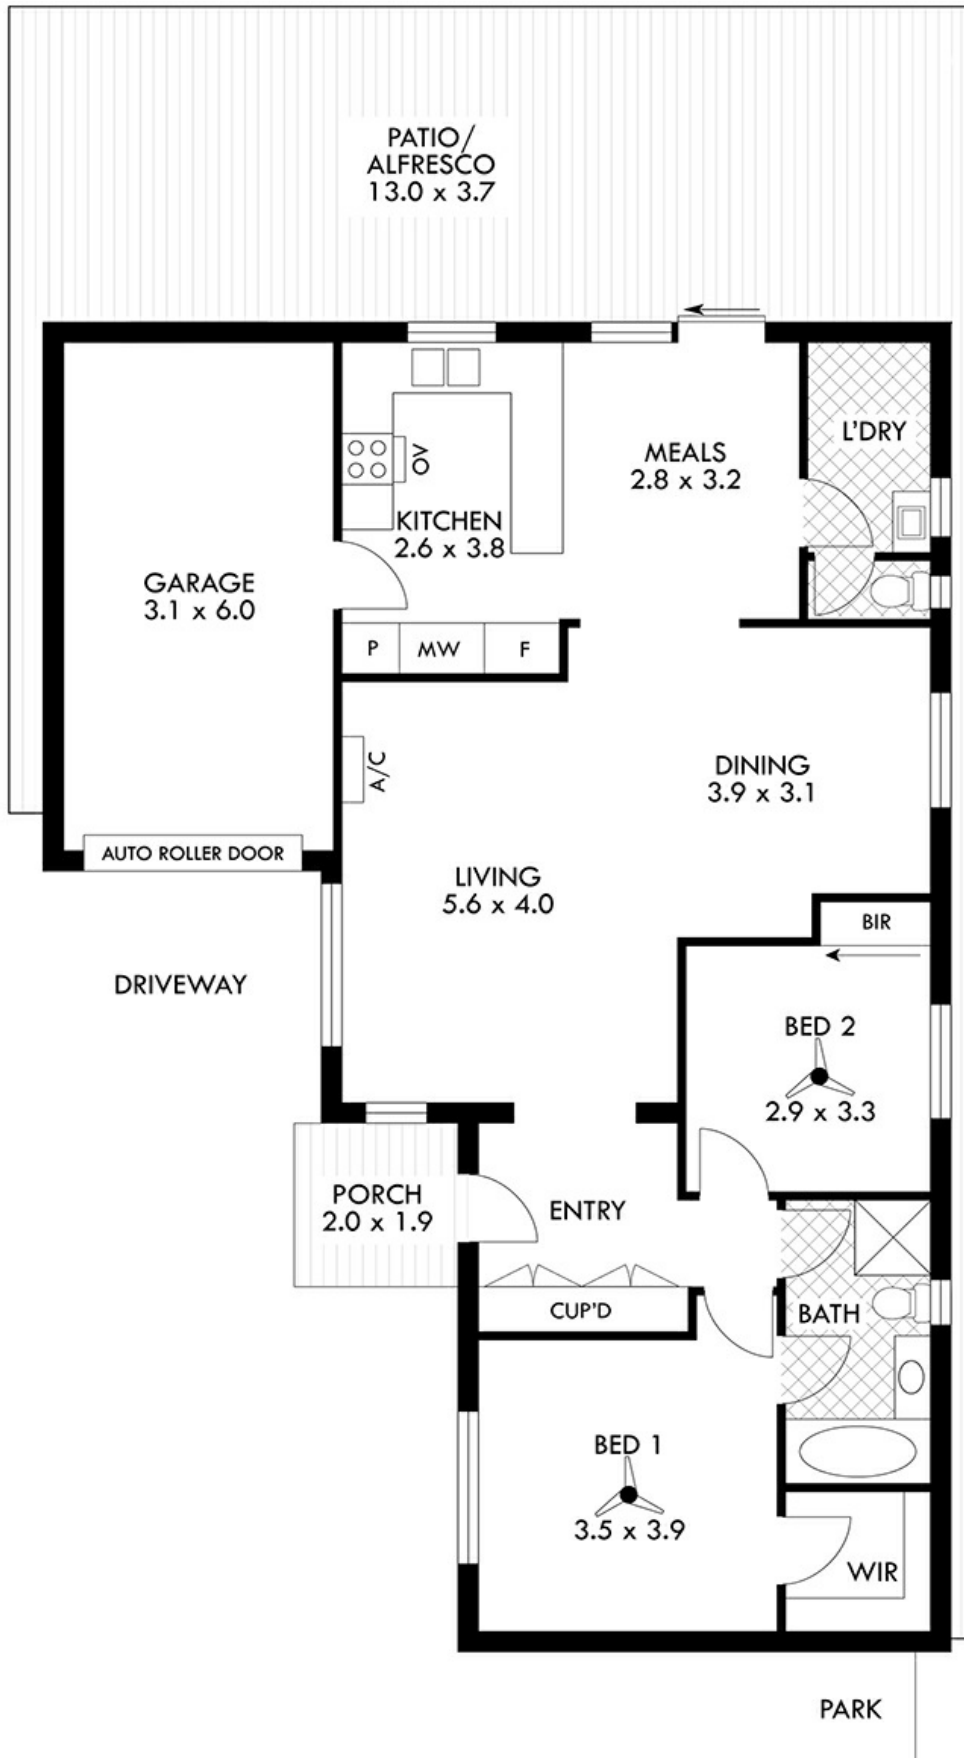 PATIO/
ALFRESCO
13.0 x 3.7
L'DRY
MEALS
2.8 x 3.2
OV
KITCHEN
2.6 x 3.8
GARAGE
3.1 x 6.0
P
MW
F
A/C
DINING
3.9 x 3.1
AUTO ROLLER DOOR
LIVING
5.6 x 4.0
BIR
DRIVEWAY
BED 2
2.9 x 3.3
PORCH
2.0 x 1.9
ENTRY
CUP'D
BATH
BED 1
3.5 x 3.9
WIR
PARK